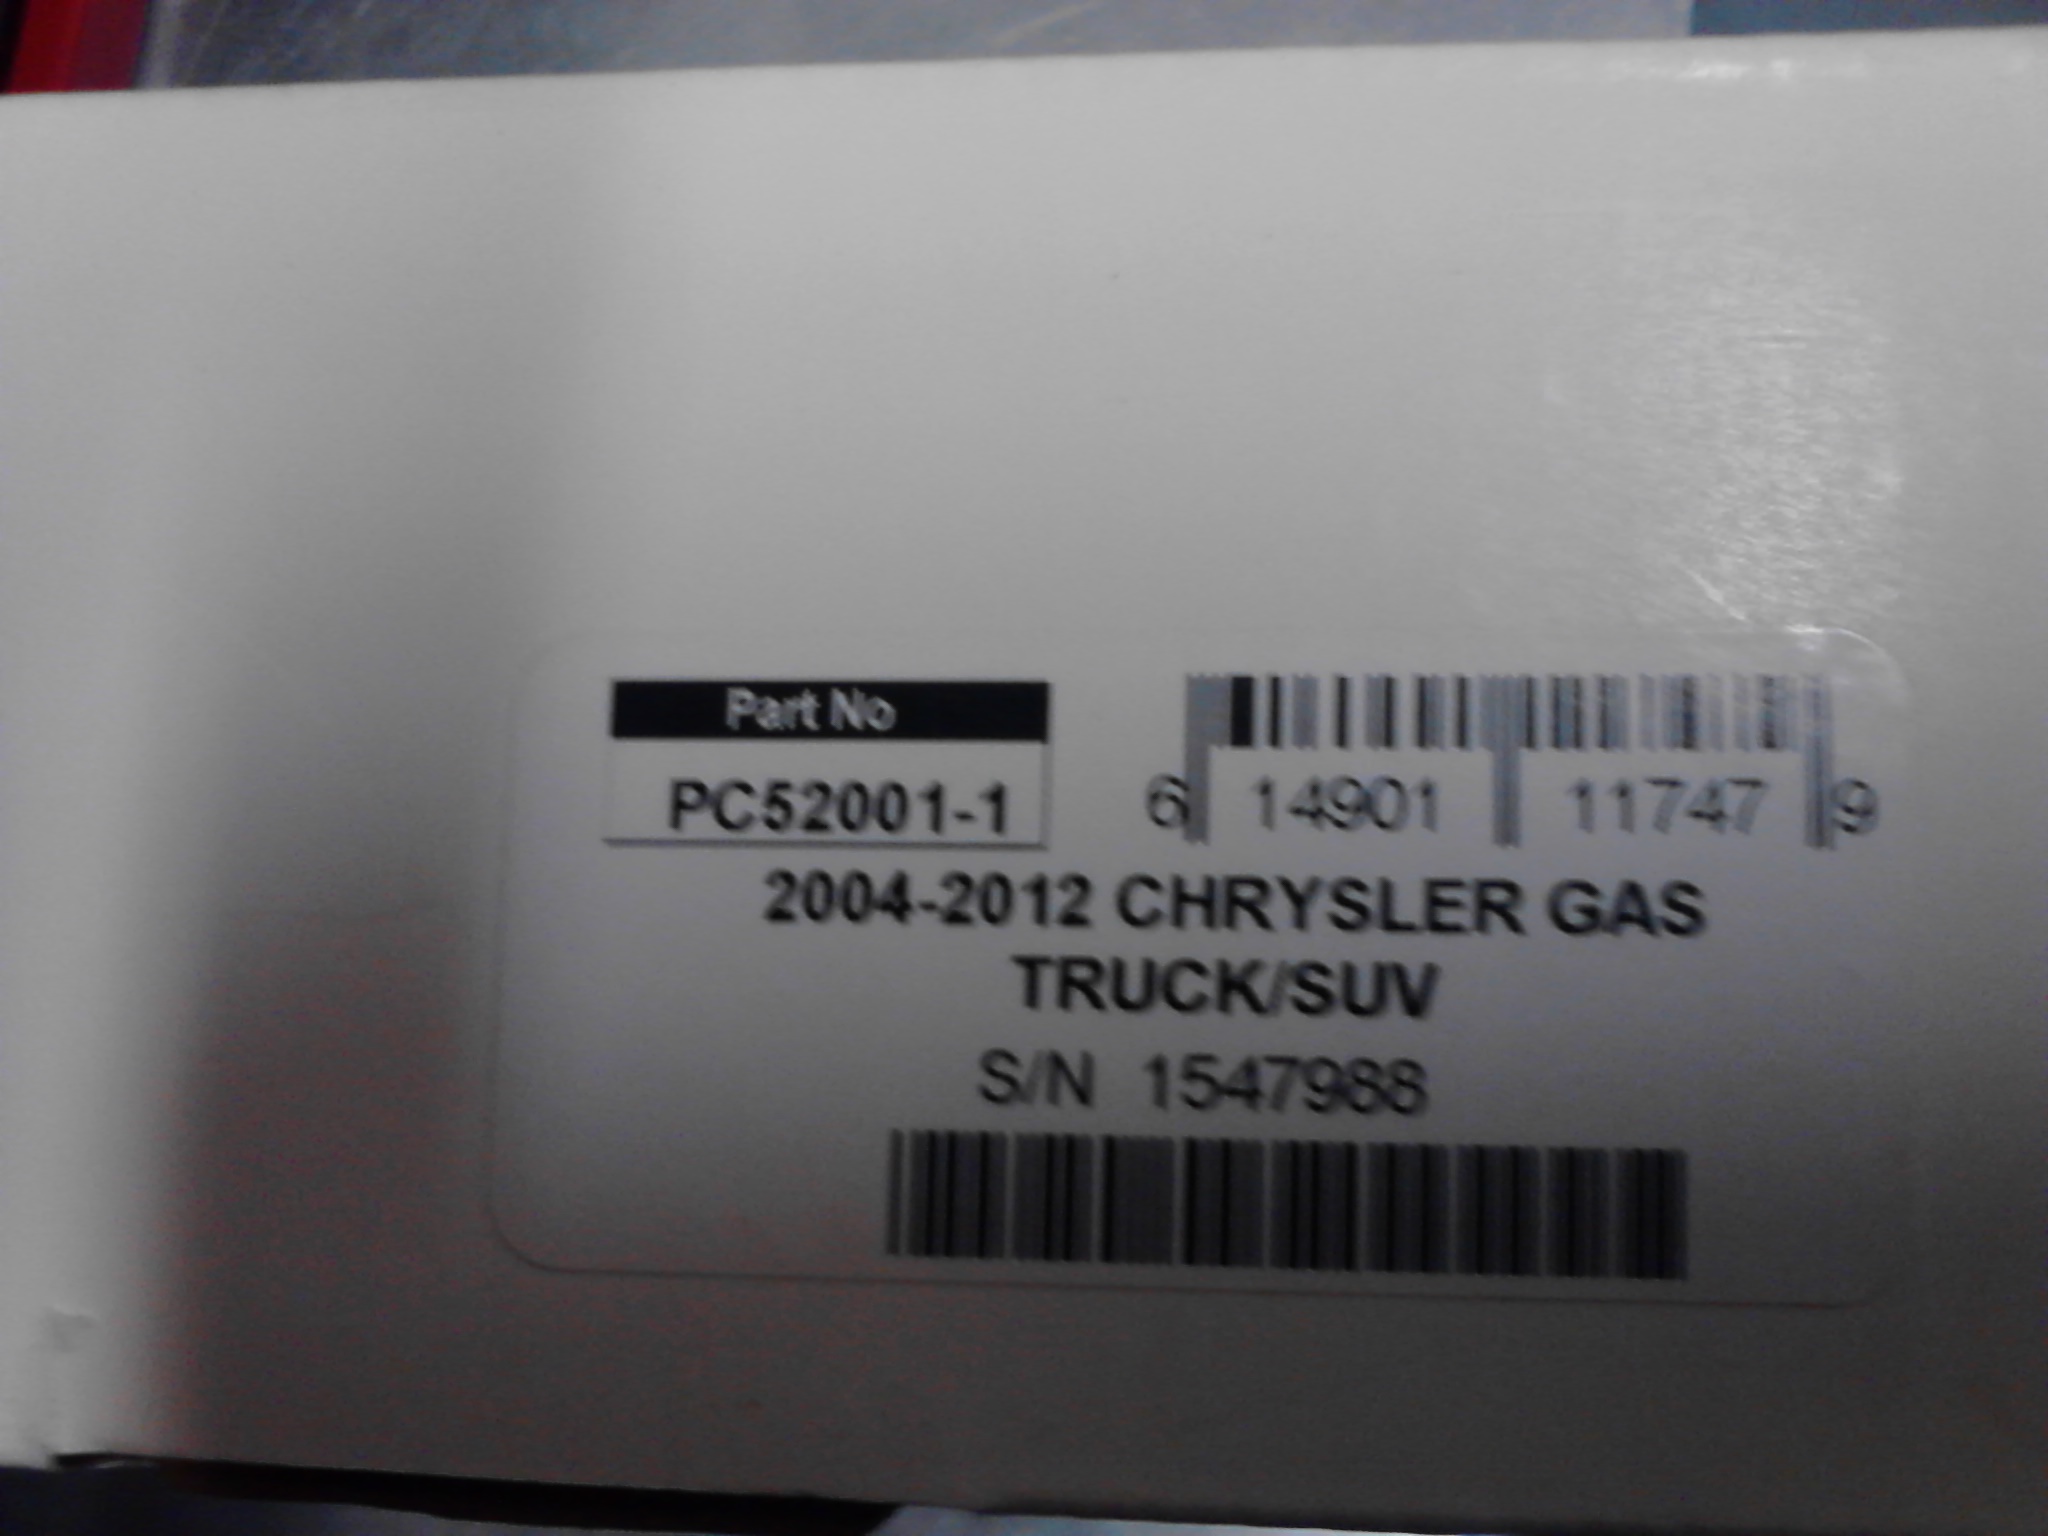 Part No
PC52001-1
6 14901 11747 9
2004-2012 CHRYSLER GAS
TRUCK/SUV
S/N 1547988